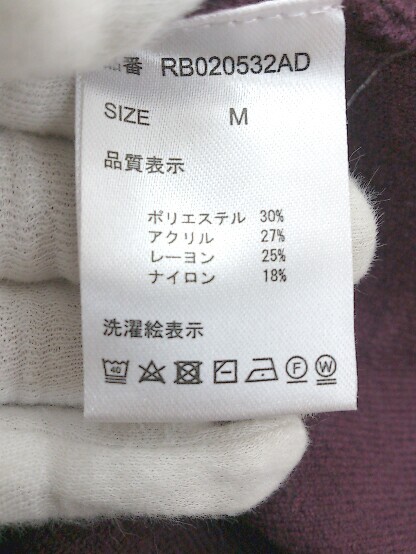 品番 RB020532AD
SIZE M
品質表示
ポリエステル 30%
アクリル 27%
レーヨン 25%
ナイロン 18%
洗濯絵表示
40 F W